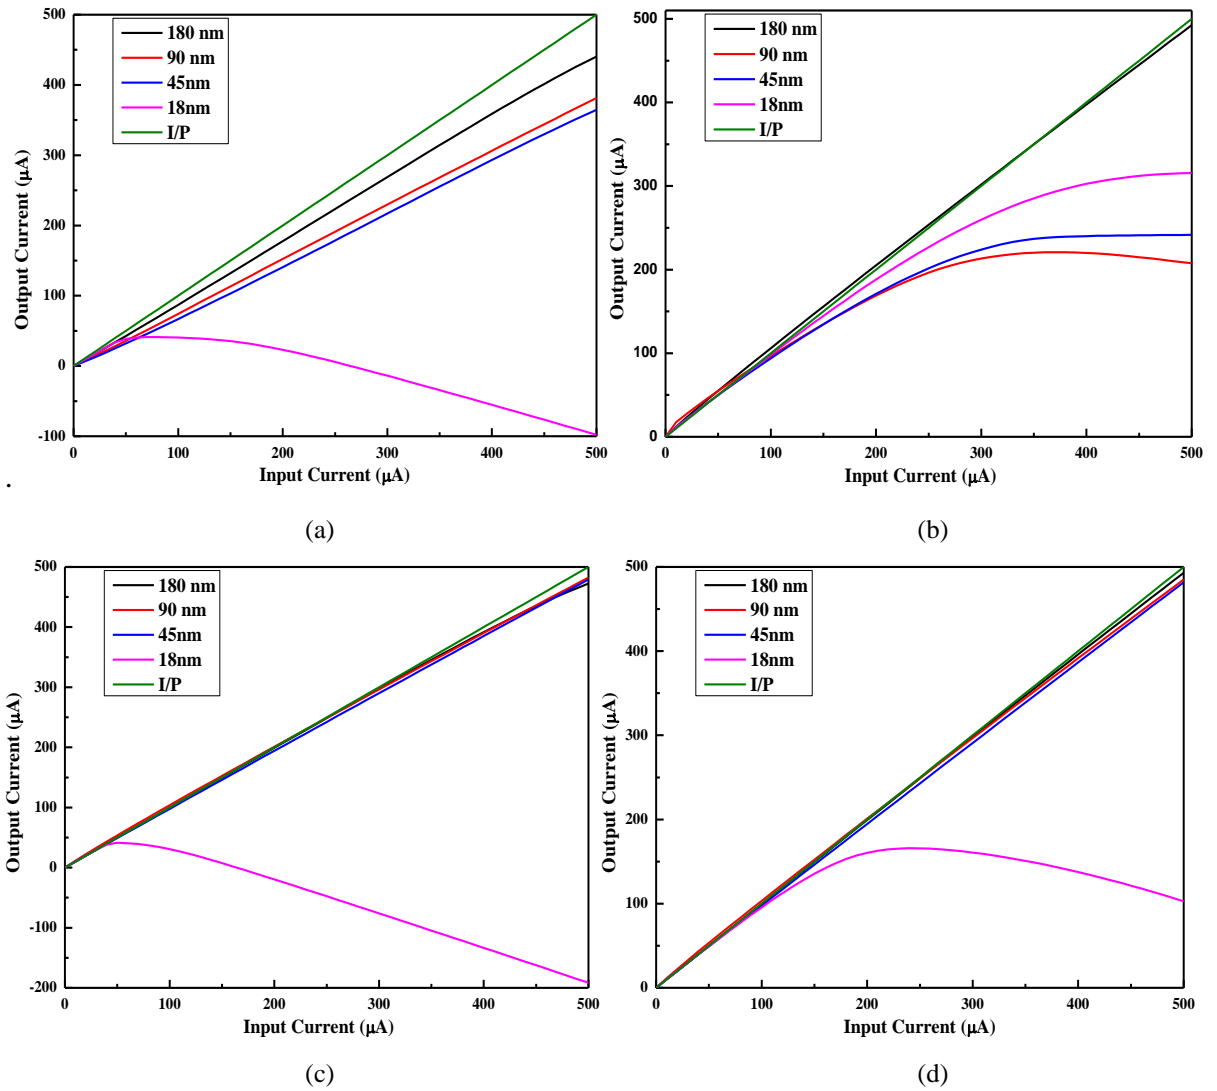 180 nm
90 nm
45nm
18nm
I/P
500
400
300
200
100
0
-100
Output Current (μA)
0 100 200 300 400 500
Input Current (μA)
.
(a)
180 nm
90 nm
45nm
18nm
I/P
500
400
300
200
100
0
Output Current (μA)
0 100 200 300 400 500
Input Current (μA)
(b)
180 nm
90 nm
45nm
18nm
I/P
500
400
300
200
100
0
-100
-200
Output Current (μA)
0 100 200 300 400 500
Input Current (μA)
(c)
180 nm
90 nm
45nm
18nm
I/P
500
400
300
200
100
0
Output Current (μA)
0 100 200 300 400 500
Input Current (μA)
(d)